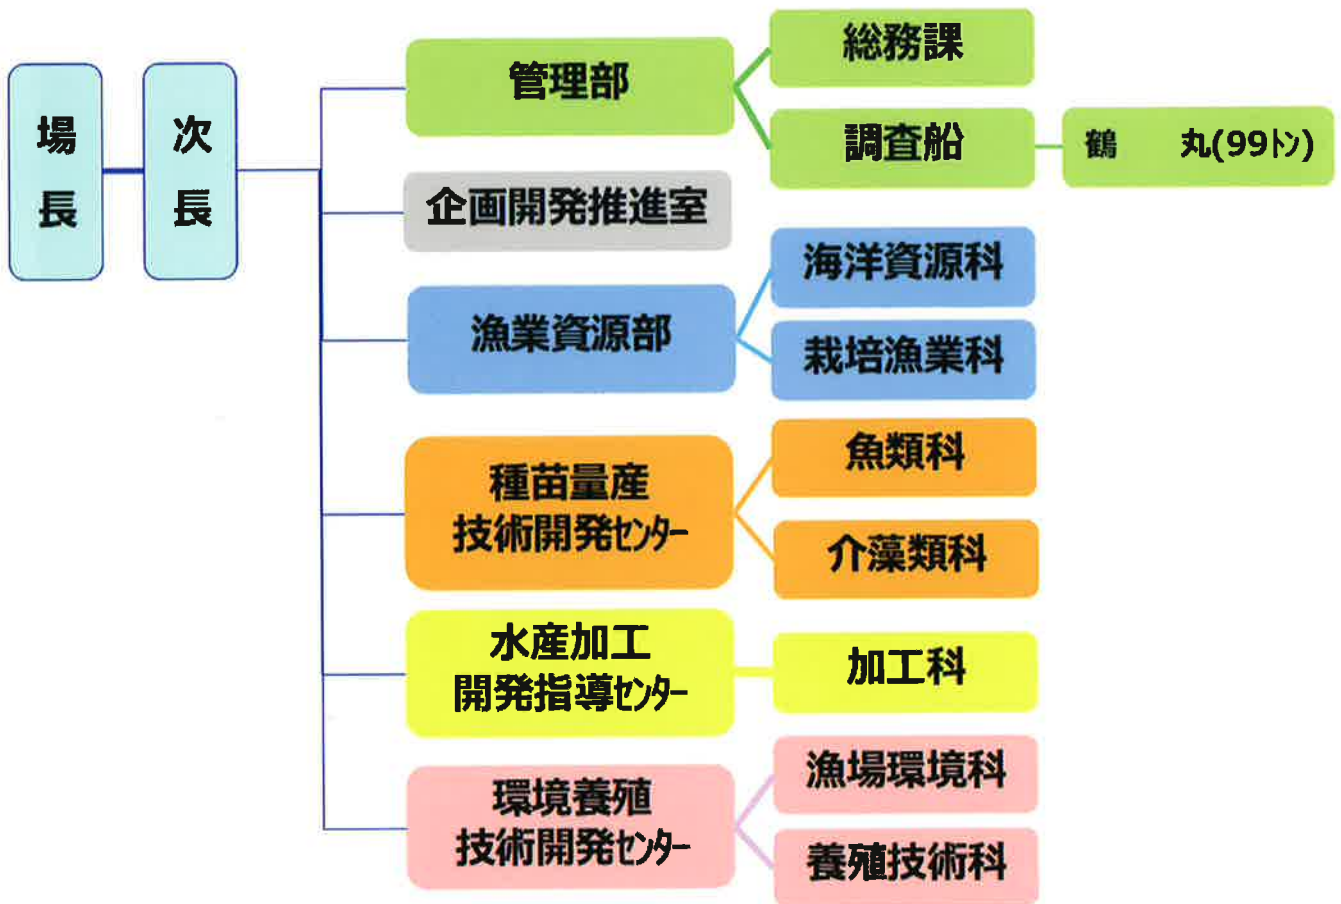 場長
次長
管理部
総務課
調査船
鶴　丸(99トン)
企画開発推進室
漁業資源部
海洋資源科
栽培漁業科
種苗量産
技術開発センター
魚類科
介藻類科
水産加工
開発指導センター
加工科
環境養殖
技術開発センター
漁場環境科
養殖技術科